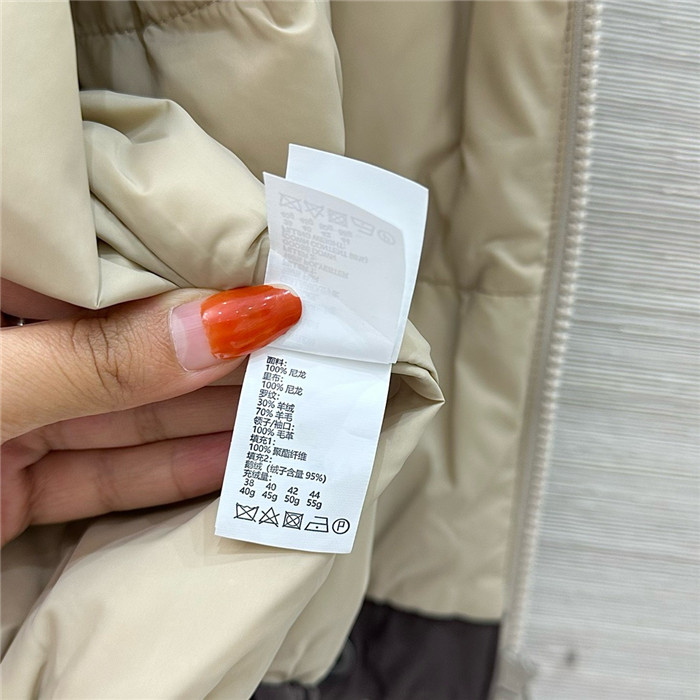 面料:
100% 尼龙
里布:
100% 尼龙
罗纹:
30% 羊绒
70% 羊毛
领子/袖口:
100% 毛革
填充1:
100% 聚酯纤维
填充2:
鹅绒 (绒子含量 95%)
充绒量:
38 40 42 44
40g 45g 50g 55g
P